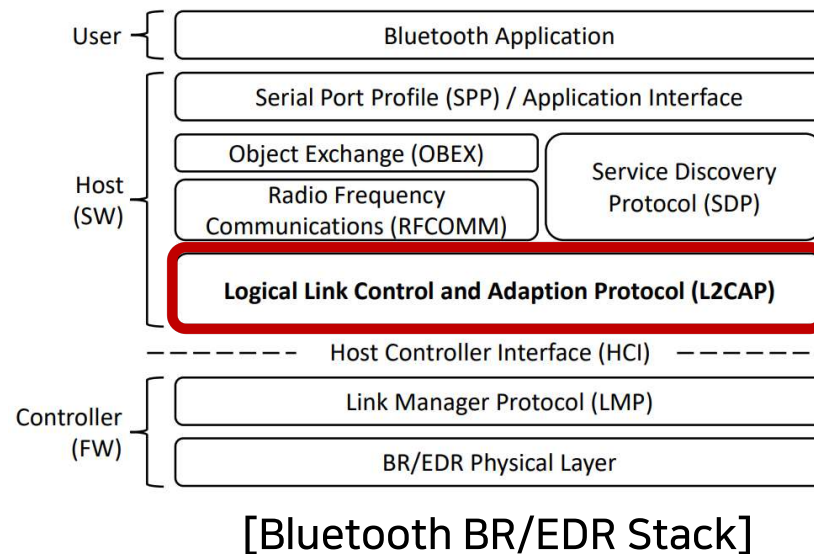 User
Bluetooth Application
Serial Port Profile (SPP) / Application Interface
Host
(SW)
Object Exchange (OBEX)
Radio Frequency
Communications (RFCOMM)
Service Discovery
Protocol (SDP)
Logical Link Control and Adaption Protocol (L2CAP)
Host Controller Interface (HCI)
Controller
(FW)
Link Manager Protocol (LMP)
BR/EDR Physical Layer
[Bluetooth BR/EDR Stack]